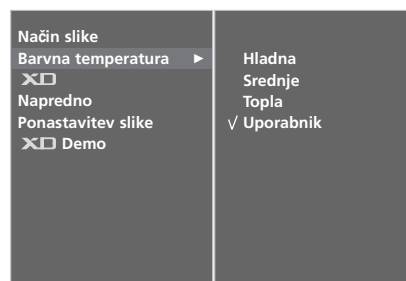 Način slike
Barvna temperatura ►
XD
Napredno
Ponastavitev slike
XD Demo
Hladna
Srednje
Topla
√ Uporabnik